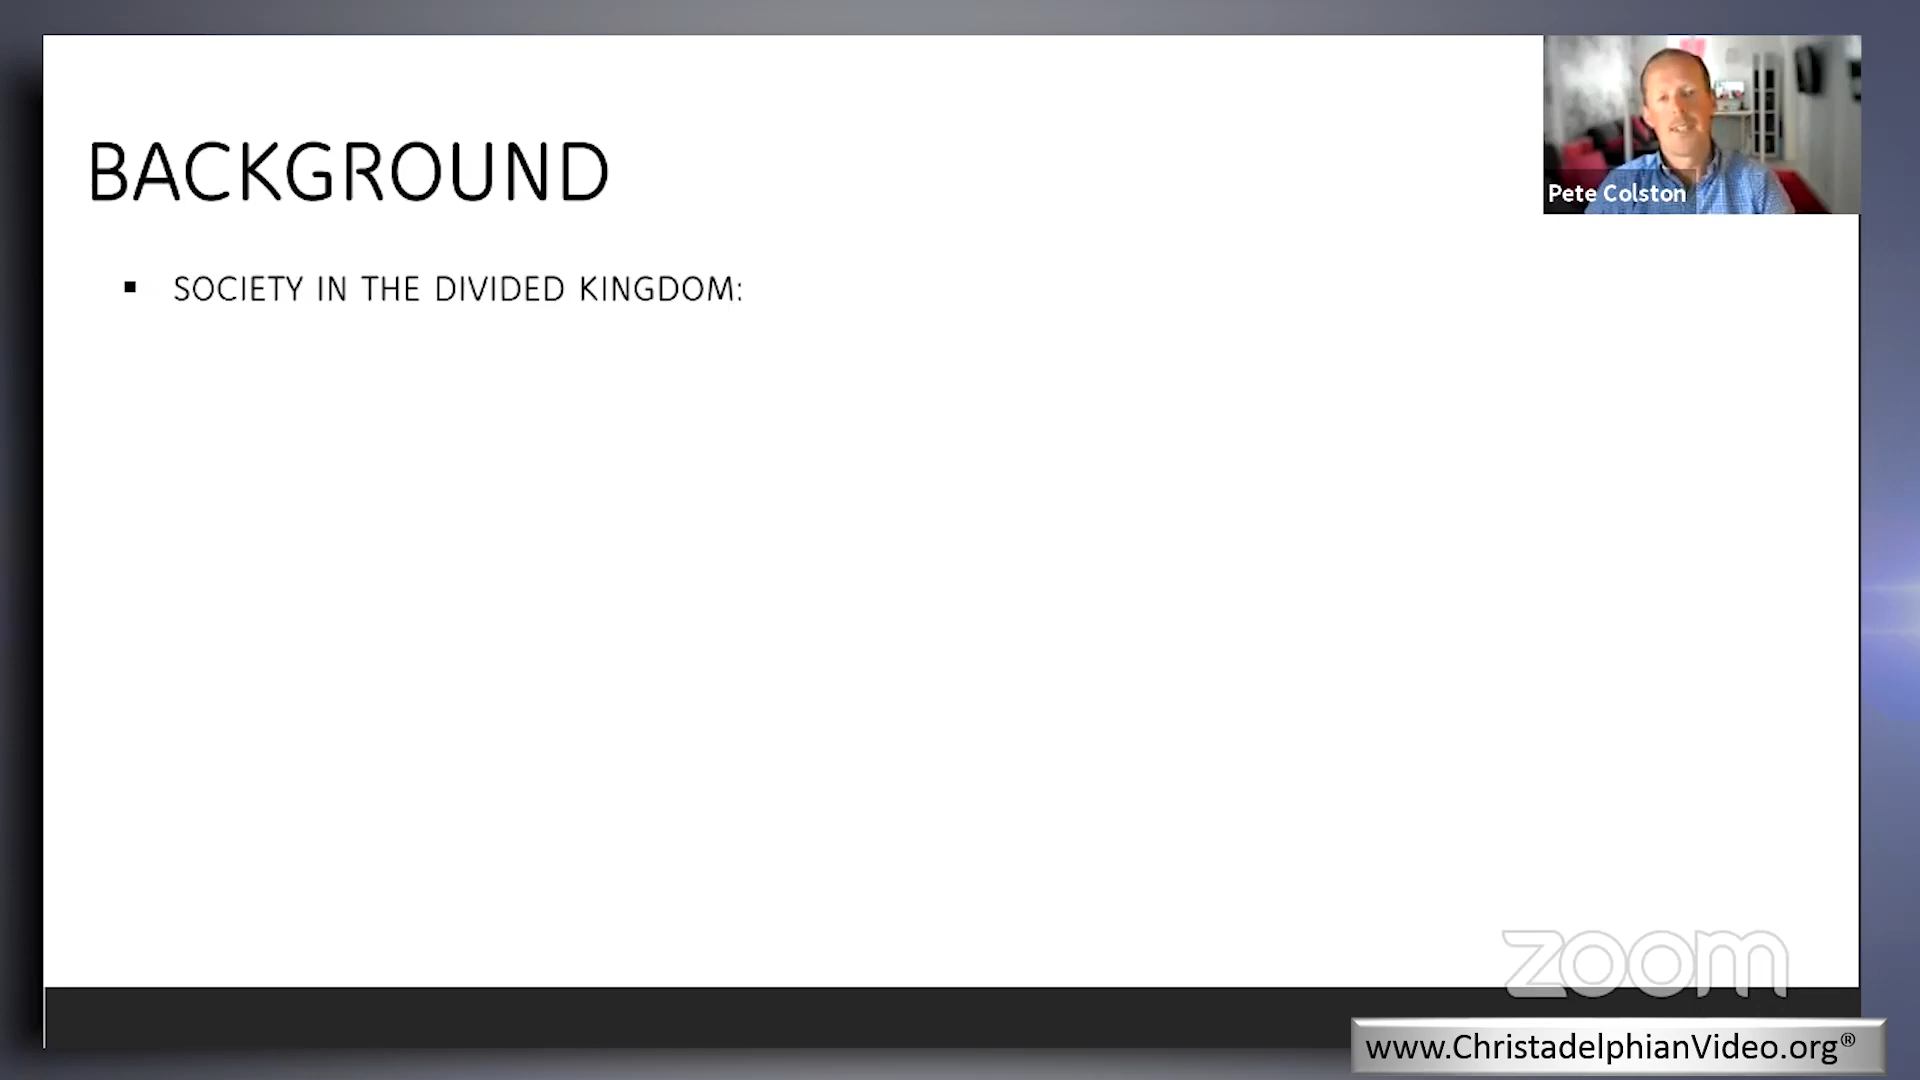 BACKGROUND
Pete Colston
▪ SOCIETY IN THE DIVIDED KINGDOM:
zoom
www.ChristadelphianVideo.org®